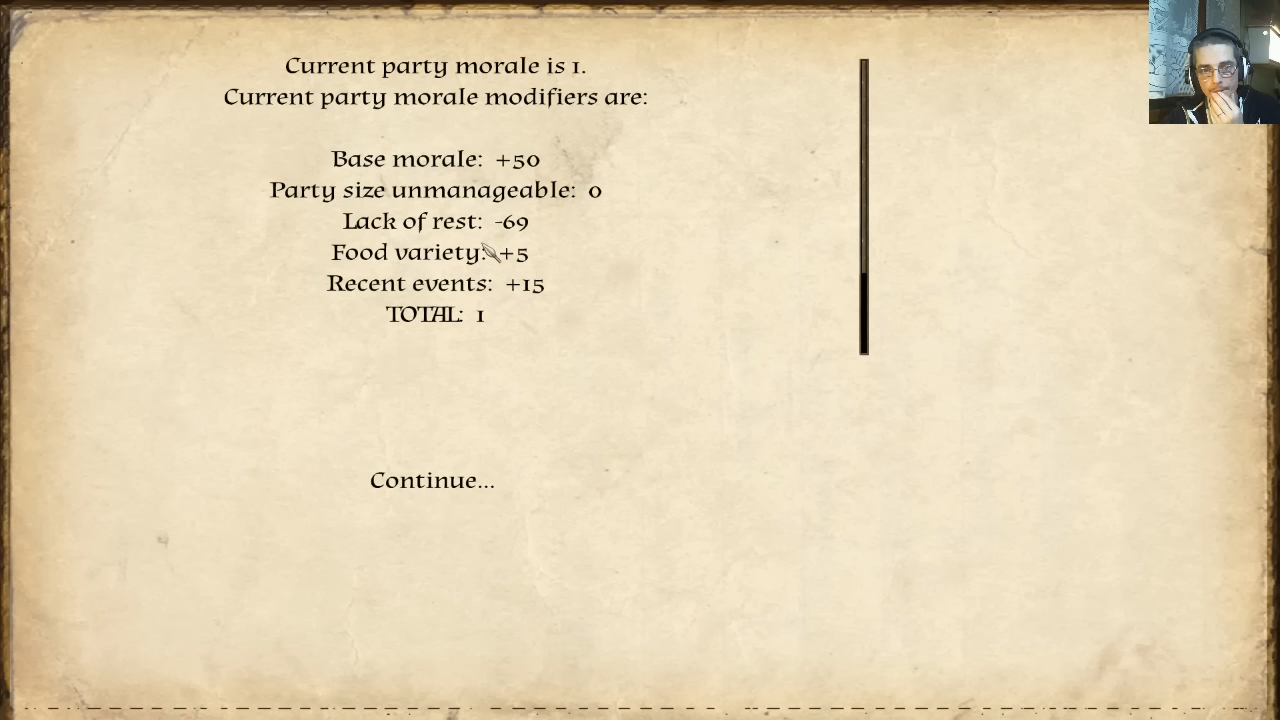 Current party morale is 1.
Current party morale modifiers are:
Base morale: +50
Party size unmanageable: 0
Lack of rest: -69
Food variety: +5
Recent events: +15
TOTAL: 1
Continue...